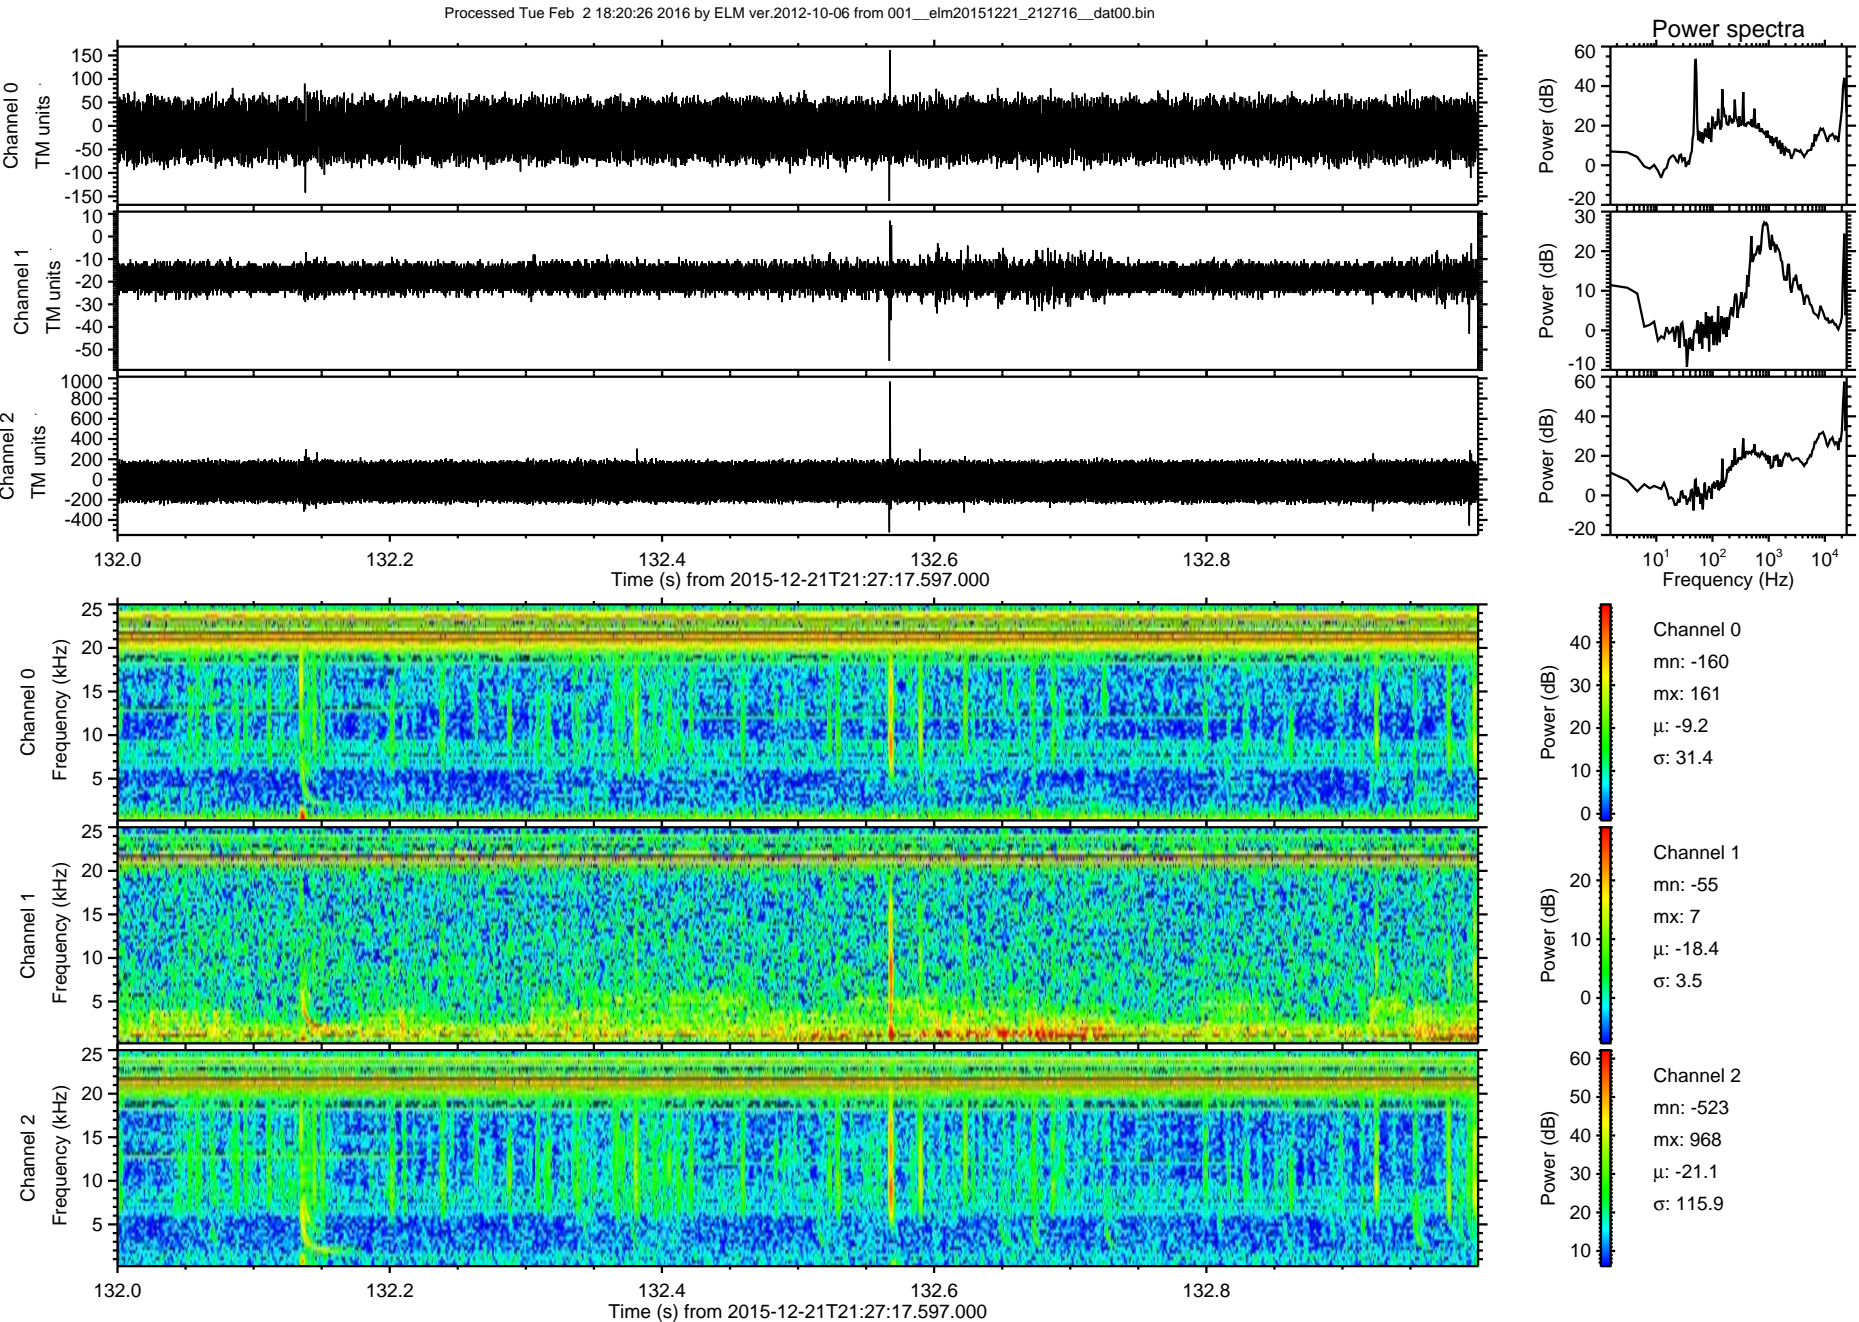 Processed Tue Feb  2 18:20:26 2016 by ELM ver.2012-10-06 from 001__elm20151221_212716__dat00.bin
Power spectra
Channel 0
TM units
150
100
50
0
-50
-100
-150
Power (dB)
60
40
20
0
-20
Channel 1
TM units
10
0
-10
-20
-30
-40
-50
Power (dB)
30
20
10
0
-10
Channel 2
TM units
1000
800
600
400
200
0
-200
-400
Power (dB)
60
40
20
0
-20
132.0 132.2 132.4 132.6 132.8
Time (s) from 2015-12-21T21:27:17.597.000
10^1 10^2 10^3 10^4
Frequency (Hz)
Channel 0
Frequency (kHz)
25
20
15
10
5
Power (dB)
40
30
20
10
0
Channel 0
mn: -160
mx: 161
µ: -9.2
σ: 31.4
Channel 1
Frequency (kHz)
25
20
15
10
5
Power (dB)
20
10
0
Channel 1
mn: -55
mx: 7
µ: -18.4
σ: 3.5
Channel 2
Frequency (kHz)
25
20
15
10
5
Power (dB)
60
50
40
30
20
10
Channel 2
mn: -523
mx: 968
µ: -21.1
σ: 115.9
132.0 132.2 132.4 132.6 132.8
Time (s) from 2015-12-21T21:27:17.597.000